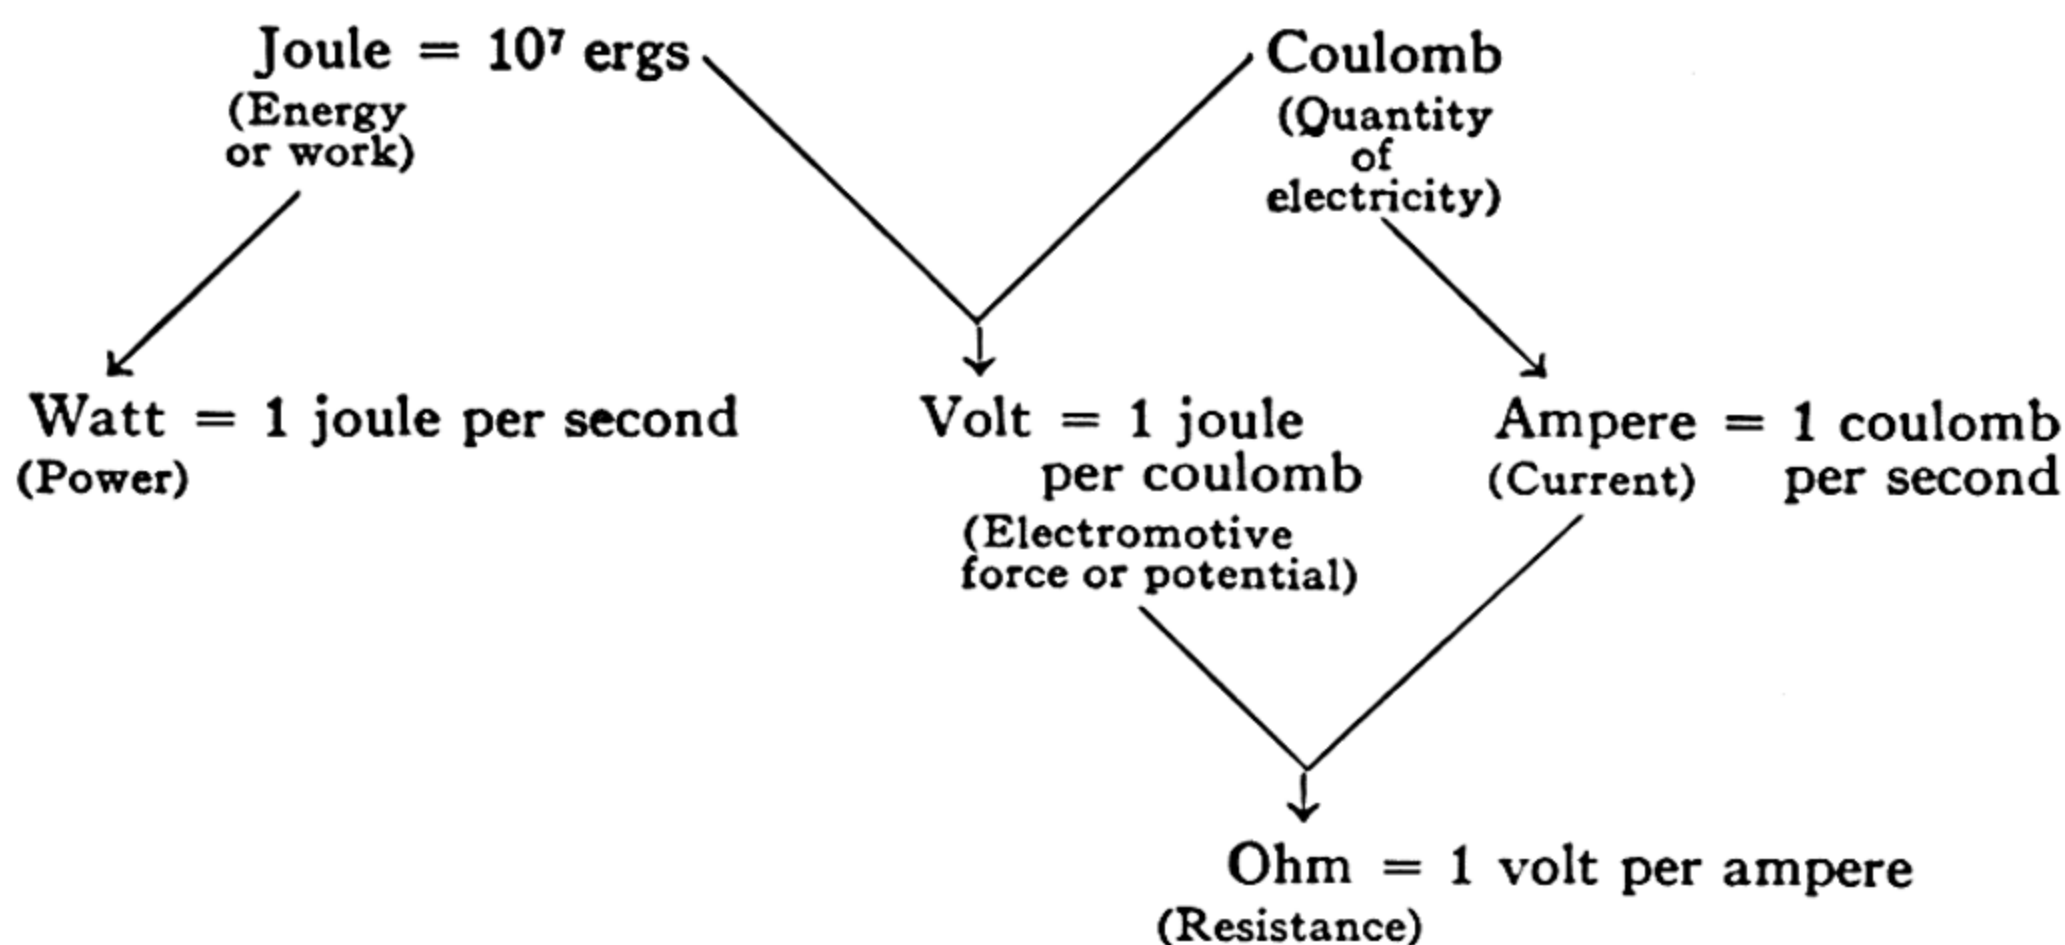 Joule = 10⁷ ergs
(Energy
or work)
Coulomb
(Quantity
of
electricity)
Watt = 1 joule per second
(Power)
Volt = 1 joule
per coulomb
(Electromotive
force or potential)
Ampere = 1 coulomb
(Current) per second
Ohm = 1 volt per ampere
(Resistance)